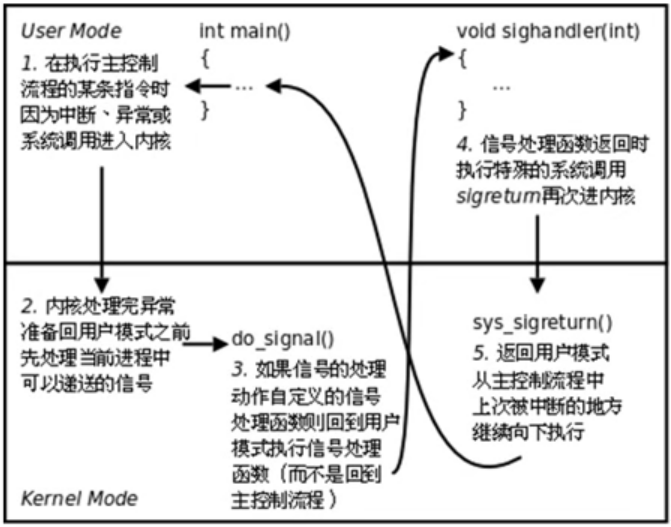 User Mode
1. 在执行主控制
流程的某条指令时
因为中断、异常或
系统调用进入内核
int main()
{
...
}
void sighandler(int)
{
...
}
4. 信号处理函数返回时
执行特殊的系统调用
sigreturn再次进内核
2. 内核处理完异常
准备回用户模式之前
先处理当前进程中
可以递送的信号
do_signal()
3. 如果信号的处理
动作自定义的信号
处理函数则回到用户
模式执行信号处理
函数（而不是回到
主控制流程）
sys_sigreturn()
5. 返回用户模式
从主控制流程中
上次被中断的地方
继续向下执行
Kernel Mode